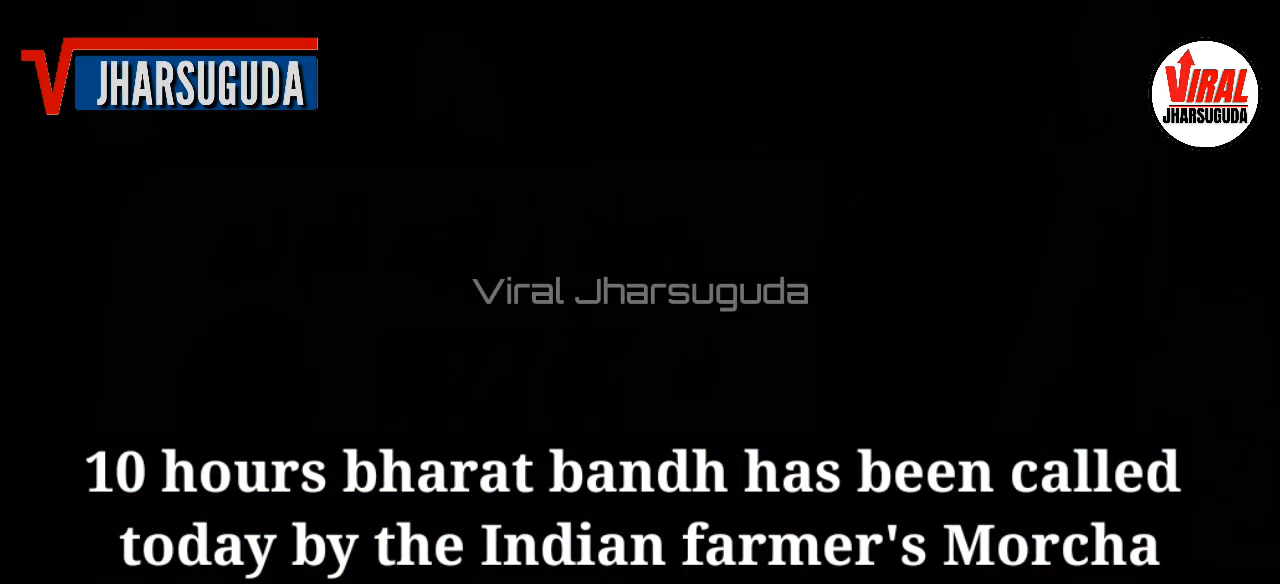 JHARSUGUDA
VIRAL
JHARSUGUDA
Viral Jharsuguda
10 hours bharat bandh has been called
today by the Indian farmer's Morcha